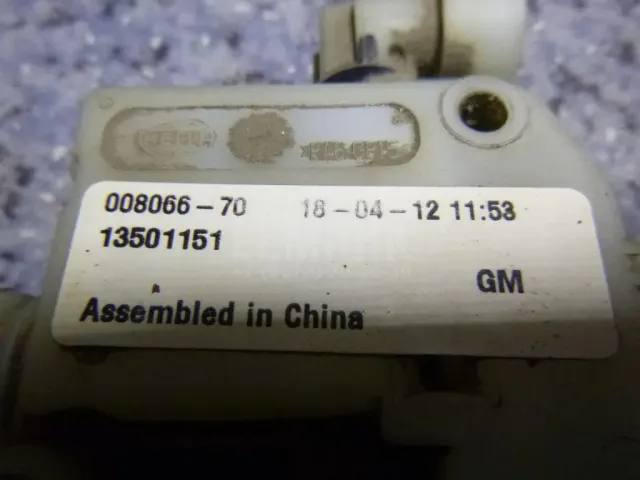 008066-70 18-04-12 11:53
13501151
GM
Assembled in China